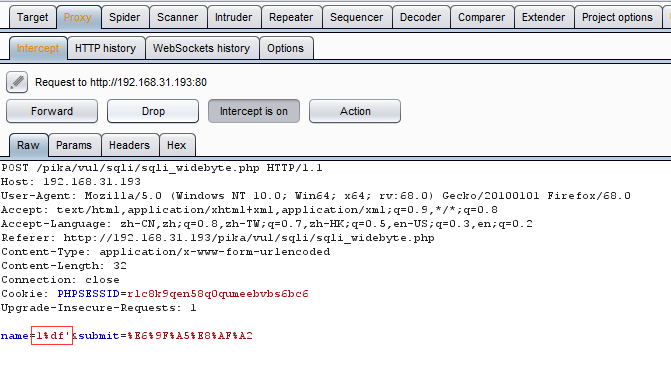 Target Proxy Spider Scanner Intruder Repeater Sequencer Decoder Comparer Extender Project options
Intercept HTTP history WebSockets history Options
Request to http://192.168.31.193:80
Forward Drop Intercept is on Action
Raw Params Headers Hex
POST /pika/vul/sqli/sqli_widebyte.php HTTP/1.1
Host: 192.168.31.193
User-Agent: Mozilla/5.0 (Windows NT 10.0; Win64; x64; rv:68.0) Gecko/20100101 Firefox/68.0
Accept: text/html,application/xhtml+xml,application/xml;q=0.9,*/*;q=0.8
Accept-Language: zh-CN,zh;q=0.8,zh-TW;q=0.7,zh-HK;q=0.5,en-US;q=0.3,en;q=0.2
Referer: http://192.168.31.193/pika/vul/sqli/sqli_widebyte.php
Content-Type: application/x-www-form-urlencoded
Content-Length: 32
Connection: close
Cookie: PHPSESSID=rlc8k9qen58q0qumeebvbs6bc6
Upgrade-Insecure-Requests: 1
name=1%df'&submit=%E6%9F%A5%E8%AF%A2